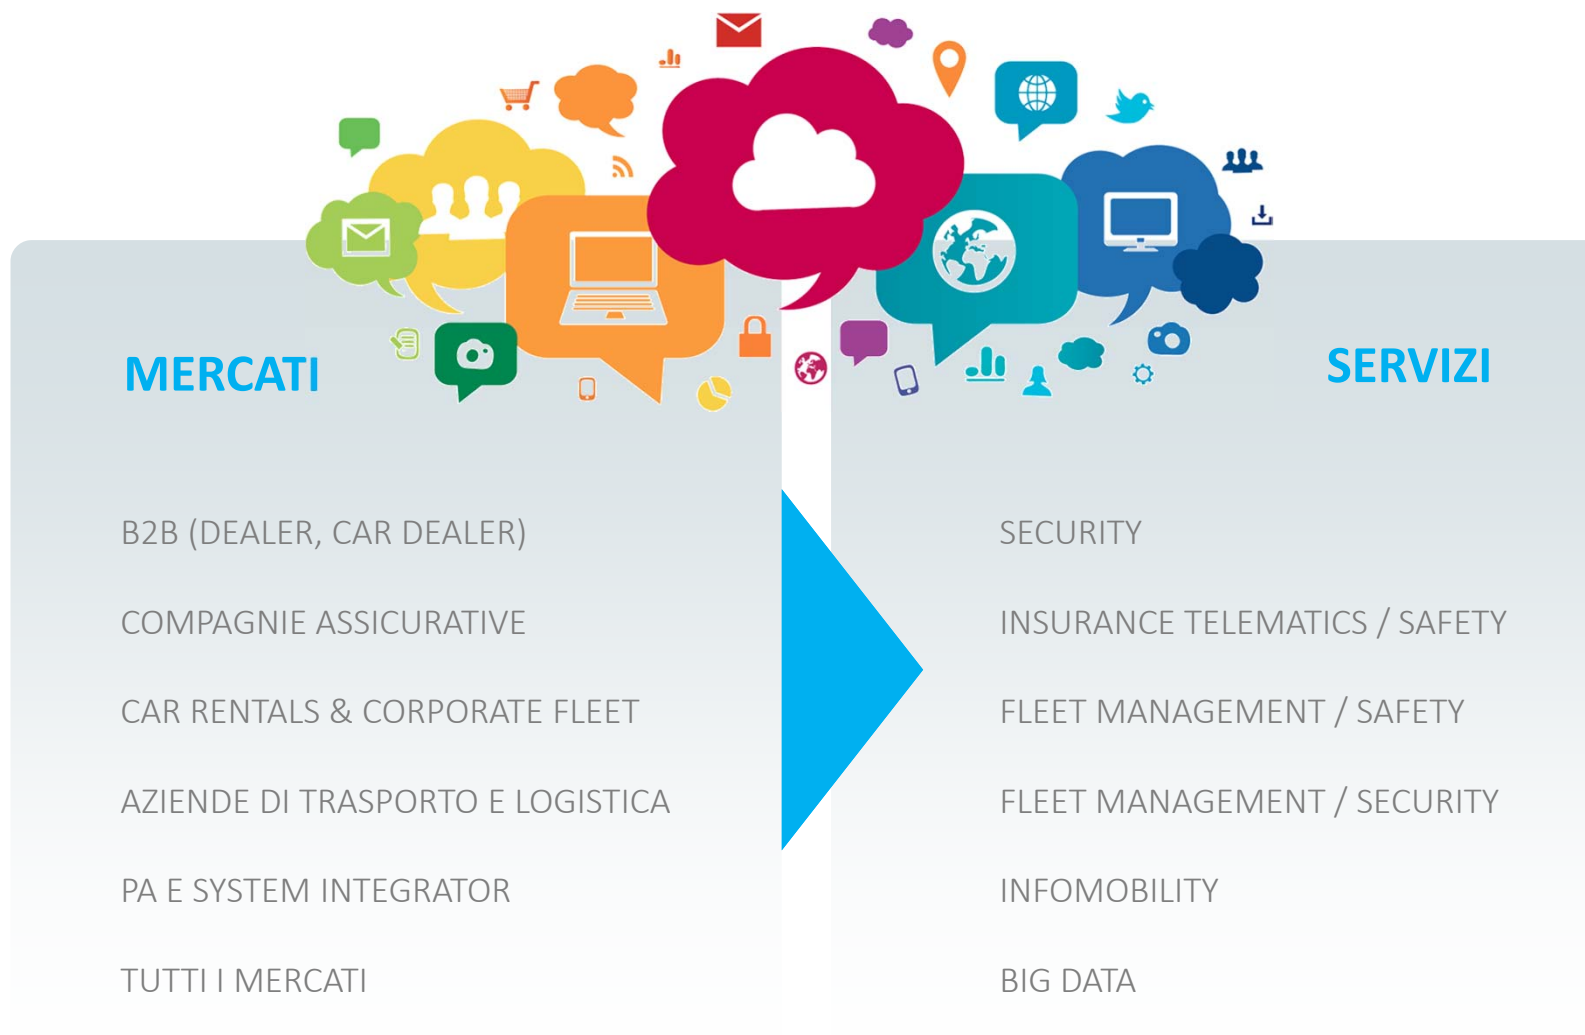 MERCATI
SERVIZI
B2B (DEALER, CAR DEALER)
SECURITY
COMPAGNIE ASSICURATIVE
INSURANCE TELEMATICS / SAFETY
CAR RENTALS & CORPORATE FLEET
FLEET MANAGEMENT / SAFETY
AZIENDE DI TRASPORTO E LOGISTICA
FLEET MANAGEMENT / SECURITY
PA E SYSTEM INTEGRATOR
INFOMOBILITY
TUTTI I MERCATI
BIG DATA